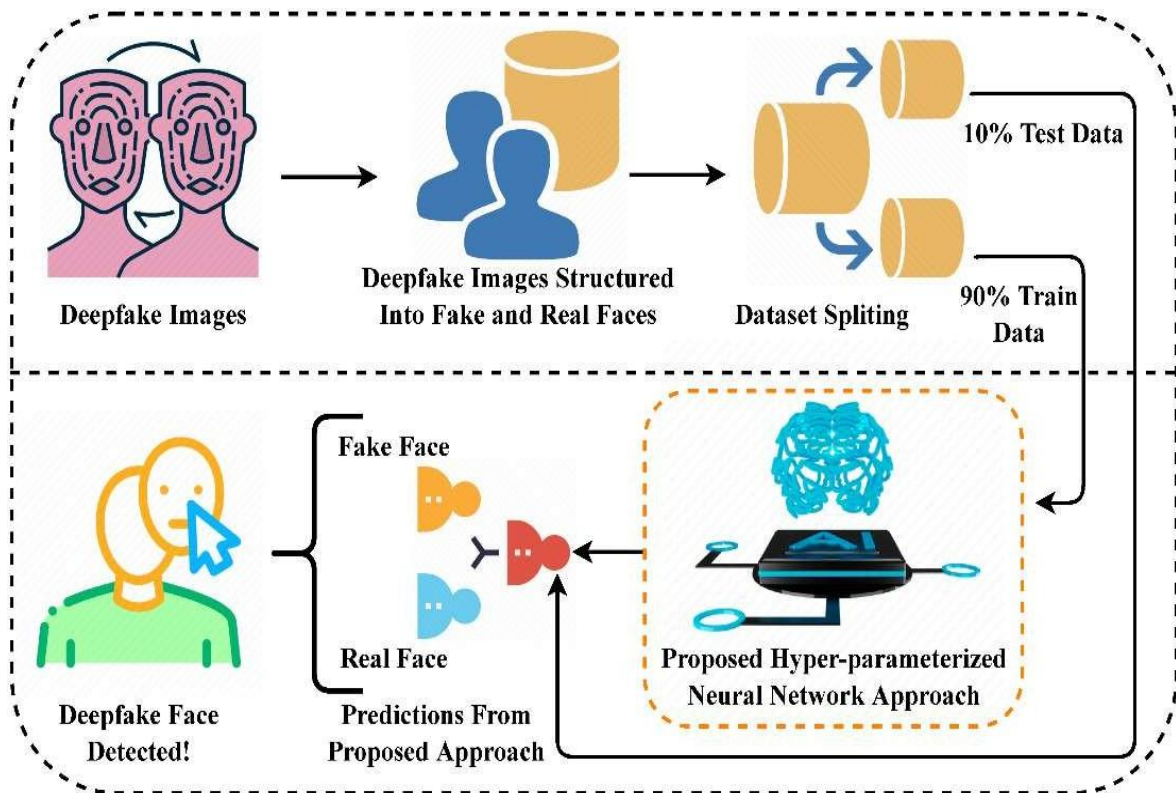 Deepfake Images
Deepfake Images Structured
Into Fake and Real Faces
Dataset Spliting
10% Test Data
90% Train
Data
Fake Face
Real Face
Deepfake Face
Detected!
Predictions From
Proposed Approach
AI
Proposed Hyper-parameterized
Neural Network Approach